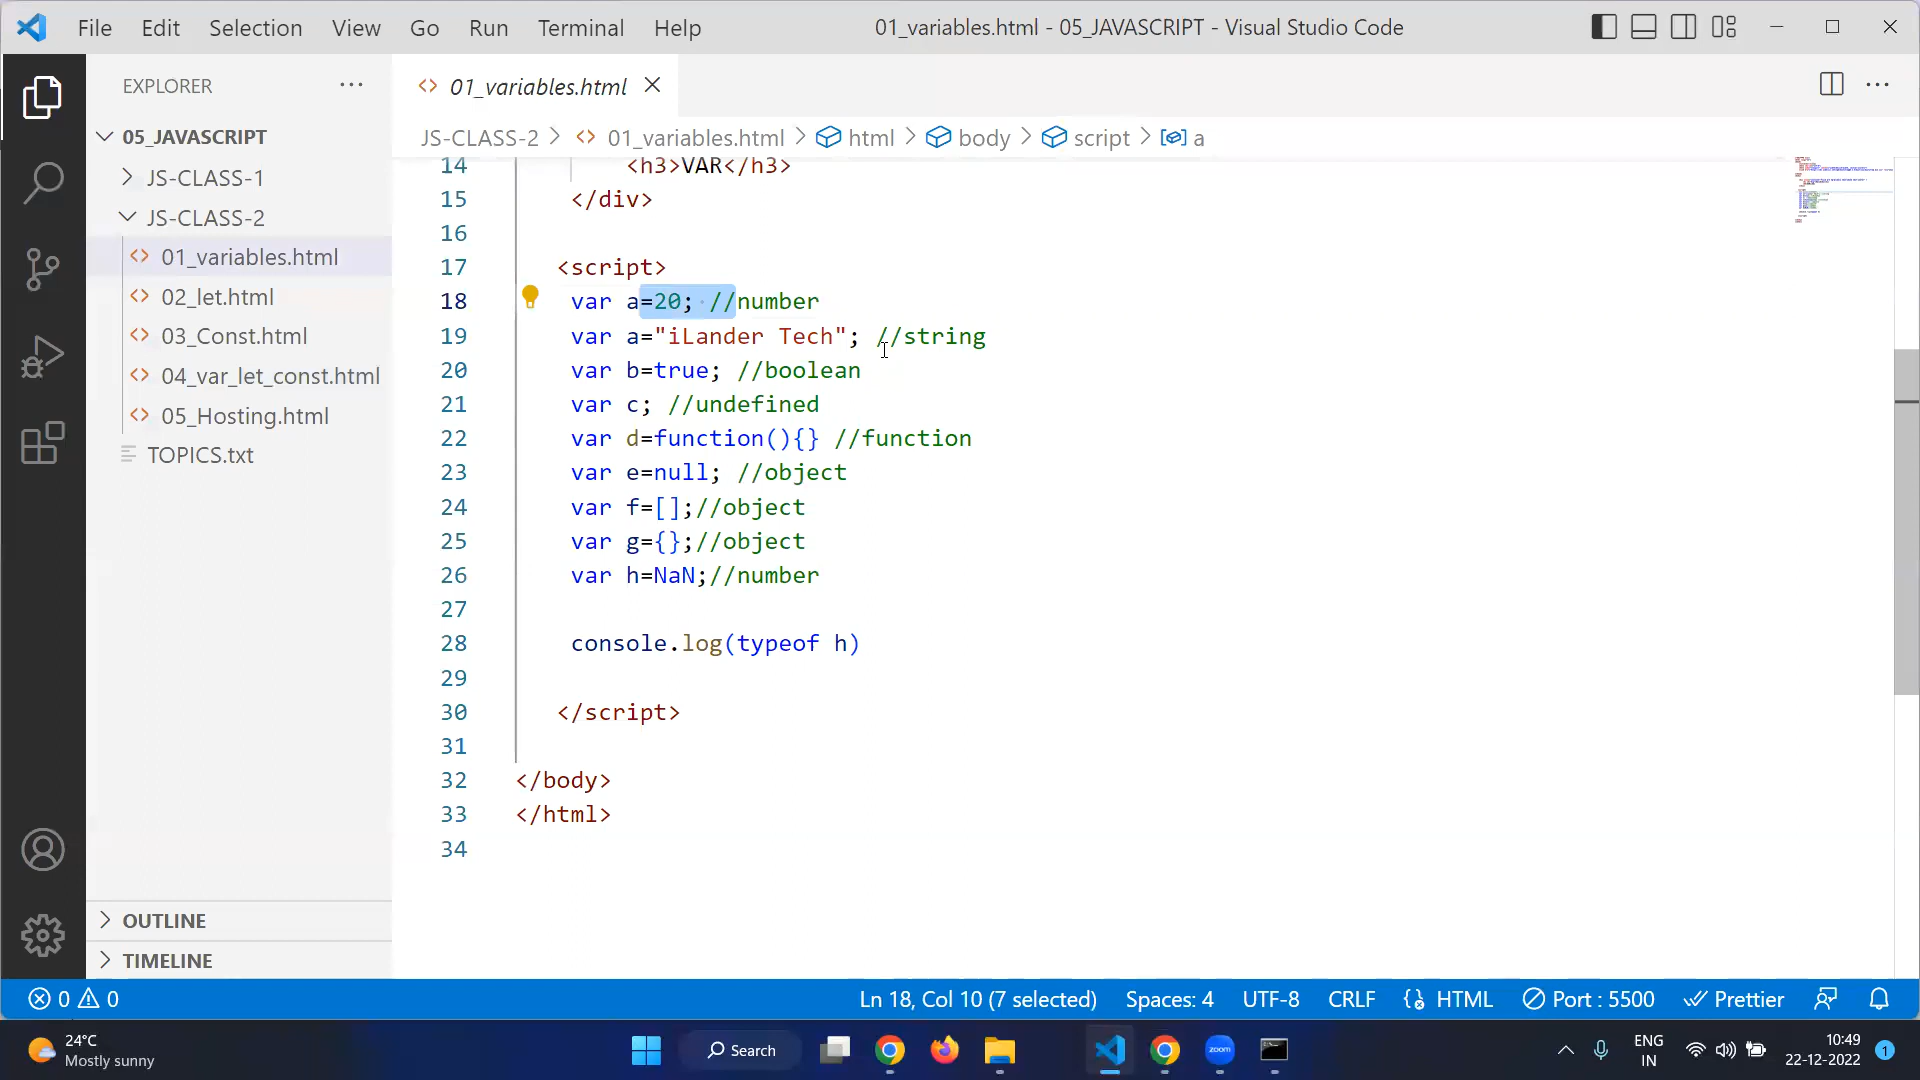 File Edit Selection View Go Run Terminal Help 01_variables.html - 05_JAVASCRIPT - Visual Studio Code
EXPLORER
01_variables.html
05_JAVASCRIPT
JS-CLASS-1
JS-CLASS-2
01_variables.html
02_let.html
03_Const.html
04_var_let_const.html
05_Hosting.html
TOPICS.txt
OUTLINE
TIMELINE
JS-CLASS-2 > 01_variables.html > html > body > script > a
14 <h3>VAR</h3>
15 </div>
16
17 <script>
18 var a=20; //number
19 var a="iLander Tech"; //string
20 var b=true; //boolean
21 var c; //undefined
22 var d=function(){} //function
23 var e=null; //object
24 var f=[];//object
25 var g={};//object
26 var h=NaN;//number
27
28 console.log(typeof h)
29
30 </script>
31
32 </body>
33 </html>
34
0 0 Ln 18, Col 10 (7 selected) Spaces: 4 UTF-8 CRLF HTML Port : 5500 Prettier
24°C
Mostly sunny
Search
zoom
ENG
IN
10:49
22-12-2022
1